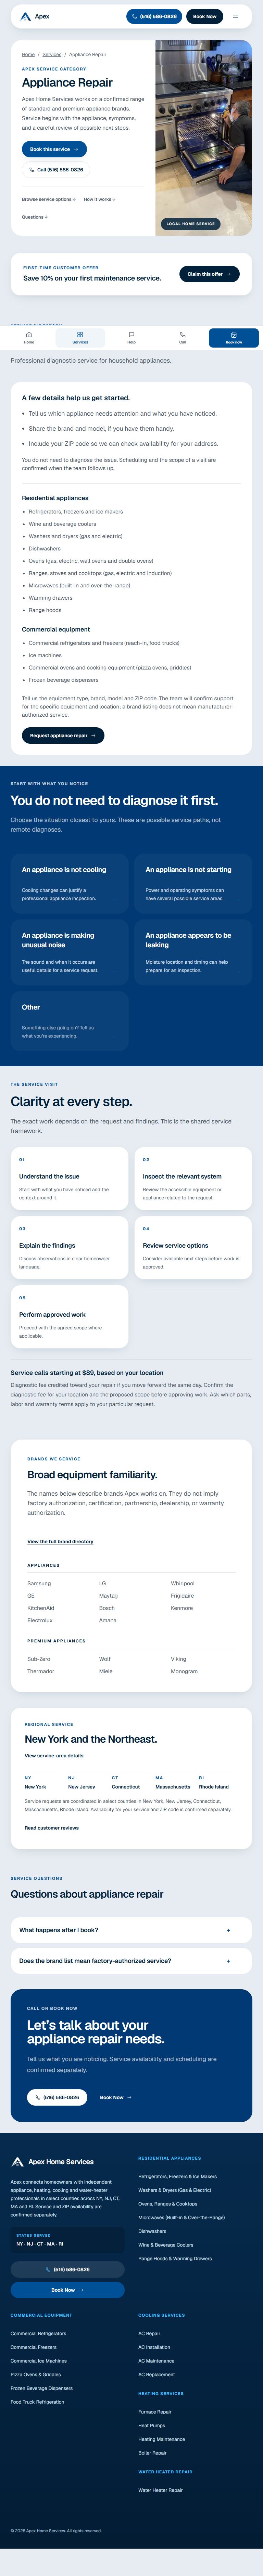 Apex
(516) 586-0826
Book Now
Home / Services / Appliance Repair
APEX SERVICE CATEGORY
Appliance Repair
Apex Home Services works on a confirmed range
of standard and premium appliance brands.
Service begins with the appliance, symptoms,
and a careful review of possible next steps.
Book this service →
Call (516) 586-0826
Browse service options ↓ How it works ↓
Questions ↓
LOCAL HOME SERVICE
FIRST-TIME CUSTOMER OFFER
Save 10% on your first maintenance service.
Claim this offer →
Home
Services
Help
Call
Book now
Professional diagnostic service for household appliances.
A few details help us get started.
• Tell us which appliance needs attention and what you have noticed.
• Share the brand and model, if you have them handy.
• Include your ZIP code so we can check availability for your address.
You do not need to diagnose the issue. Scheduling and the scope of a visit are
confirmed when the team follows up.
Residential appliances
• Refrigerators, freezers and ice makers
• Wine and beverage coolers
• Washers and dryers (gas and electric)
• Dishwashers
• Ovens (gas, electric, wall ovens and double ovens)
• Ranges, stoves and cooktops (gas, electric and induction)
• Microwaves (built-in and over-the-range)
• Warming drawers
• Range hoods
Commercial equipment
• Commercial refrigerators and freezers (reach-in, food trucks)
• Ice machines
• Commercial ovens and cooking equipment (pizza ovens, griddles)
• Frozen beverage dispensers
Tell us the equipment type, brand, model and ZIP code. The team will confirm support
for the specific equipment and location; a brand listing does not mean manufacturer-
authorized service.
Request appliance repair →
START WITH WHAT YOU NOTICE
You do not need to diagnose it first.
Choose the situation closest to yours. These are possible service paths, not
remote diagnoses.
An appliance is not cooling
Cooling changes can justify a
professional appliance inspection.
An appliance is not starting
Power and operating symptoms can
have several possible service areas.
An appliance is making
unusual noise
The sound and when it occurs are
useful details for a service request.
An appliance appears to be
leaking
Moisture location and timing can help
prepare for an inspection.
Other
Something else going on? Tell us
what you're experiencing.
THE SERVICE VISIT
Clarity at every step.
The exact work depends on the request and findings. This is the shared service
framework.
01
Understand the issue
Start with what you have noticed and the
context around it.
02
Inspect the relevant system
Review the accessible equipment or
appliance related to the request.
03
Explain the findings
Discuss observations in clear homeowner
language.
04
Review service options
Consider available next steps before work is
approved.
05
Perform approved work
Proceed with the agreed scope where
applicable.
Service calls starting at $89, based on your location
Diagnostic fee credited toward your repair if you move forward the same day. Confirm the
diagnostic fee for your location and the proposed scope before approving work. Ask which parts,
labor and warranty terms apply to your particular request.
BRANDS WE SERVICE
Broad equipment familiarity.
The names below describe brands Apex works on. They do not imply
factory authorization, certification, partnership, dealership, or warranty
authorization.
View the full brand directory
APPLIANCES
Samsung LG Whirlpool
GE Maytag Frigidaire
KitchenAid Bosch Kenmore
Electrolux Amana
PREMIUM APPLIANCES
Sub-Zero Wolf Viking
Thermador Miele Monogram
REGIONAL SERVICE
New York and the Northeast.
View service-area details
NY NJ CT MA RI
New York New Jersey Connecticut Massachusetts Rhode Island
Service requests are coordinated in select counties in New York, New Jersey, Connecticut,
Massachusetts, Rhode Island. Availability for your service and ZIP code is confirmed separately.
Read customer reviews
SERVICE QUESTIONS
Questions about appliance repair
What happens after I book? +
Does the brand list mean factory-authorized service? +
CALL OR BOOK NOW
Let's talk about your
appliance repair needs.
Tell us what you are noticing. Service availability and scheduling are
confirmed separately.
(516) 586-0826
Book Now →
Apex Home Services
Apex connects homeowners with independent
appliance, heating, cooling and water-heater
professionals in select counties across NY, NJ, CT,
MA and RI. Service and ZIP availability are
confirmed separately.
STATES SERVED
NY · NJ · CT · MA · RI
(516) 586-0826
Book Now →
RESIDENTIAL APPLIANCES
Refrigerators, Freezers & Ice Makers
Washers & Dryers (Gas & Electric)
Ovens, Ranges & Cooktops
Microwaves (Built-in & Over-the-Range)
Dishwashers
Wine & Beverage Coolers
Range Hoods & Warming Drawers
COMMERCIAL EQUIPMENT
Commercial Refrigerators
Commercial Freezers
Commercial Ice Machines
Pizza Ovens & Griddles
Frozen Beverage Dispensers
Food Truck Refrigeration
COOLING SERVICES
AC Repair
AC Installation
AC Maintenance
AC Replacement
HEATING SERVICES
Furnace Repair
Heat Pumps
Heating Maintenance
Boiler Repair
WATER HEATER REPAIR
Water Heater Repair
© 2026 Apex Home Services. All rights reserved.